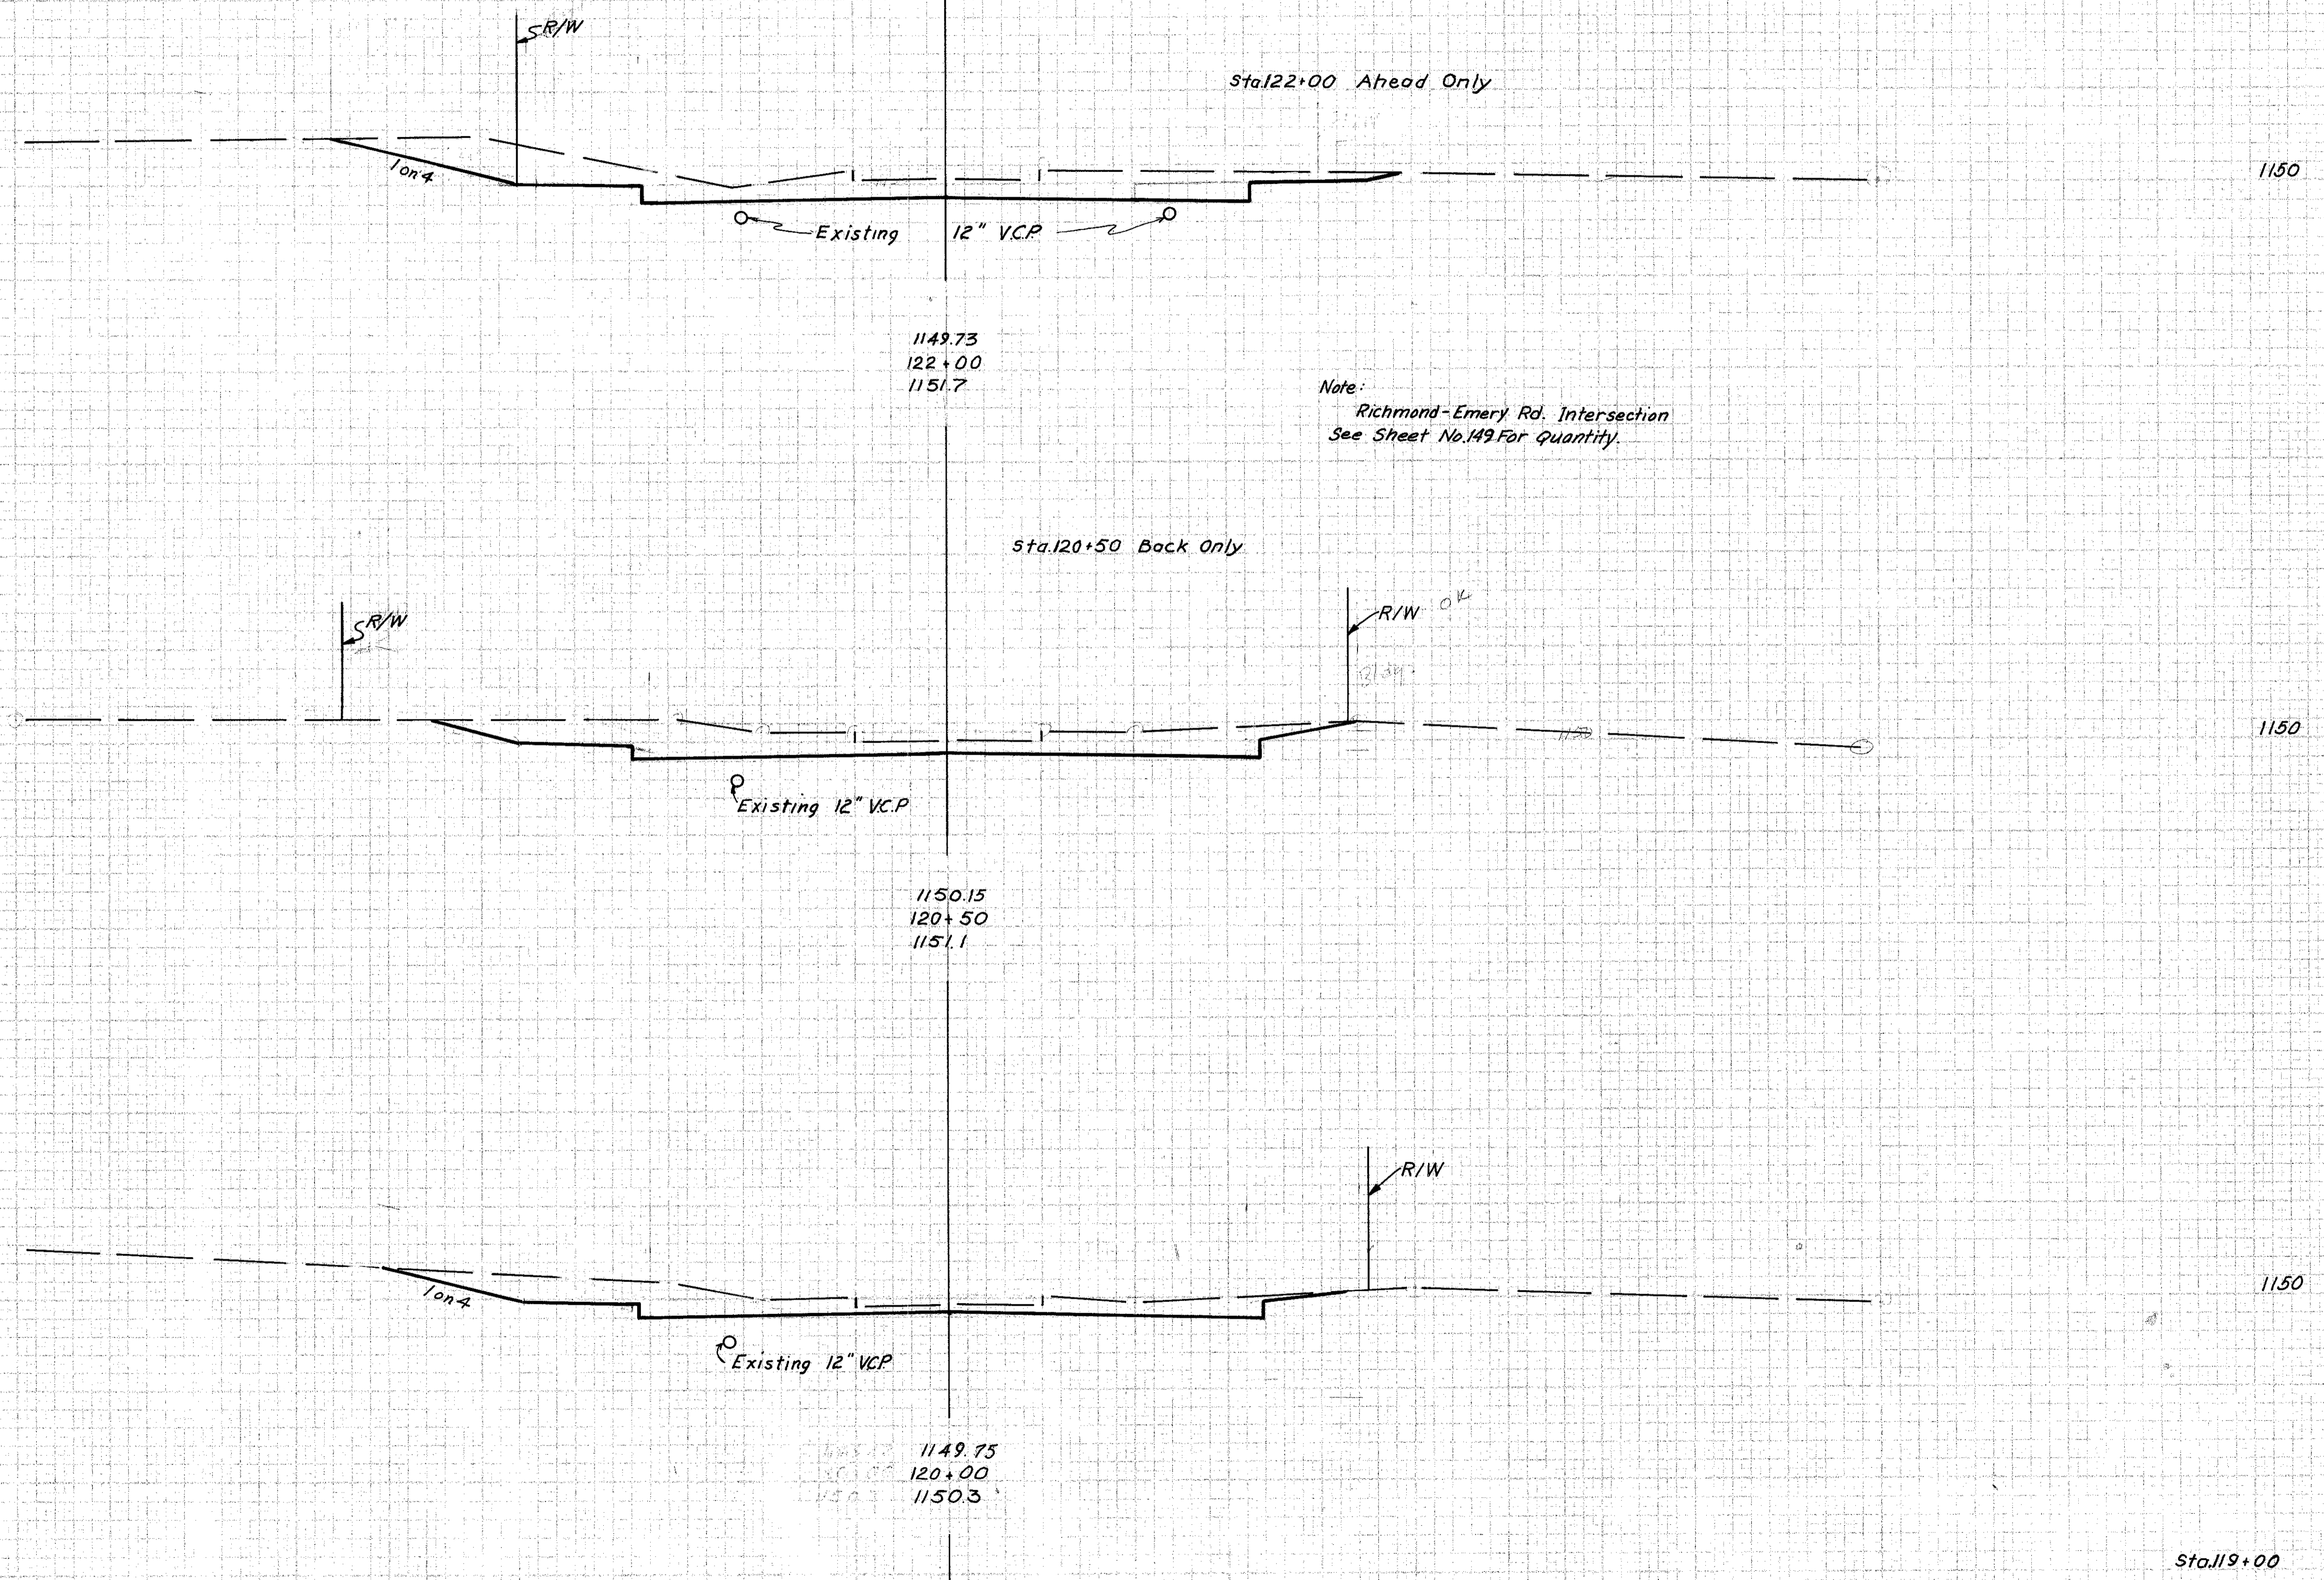 R/W
Sta.122+00 Ahead Only
1 on 4
1150
Existing 12" V.C.P.
1149.73
122+00
1151.7
Note:
Richmond-Emery Rd. Intersection
See Sheet No.149 For Quantity.
Sta.120+50 Back Only
R/W
R/W OK
Bldg.
1150
1150
Existing 12" V.C.P
1150.15
120+50
1151.1
R/W
1 on 4
1150
Existing 12" V.C.P.
1149.75
120+00
1150.3
Sta.119+00